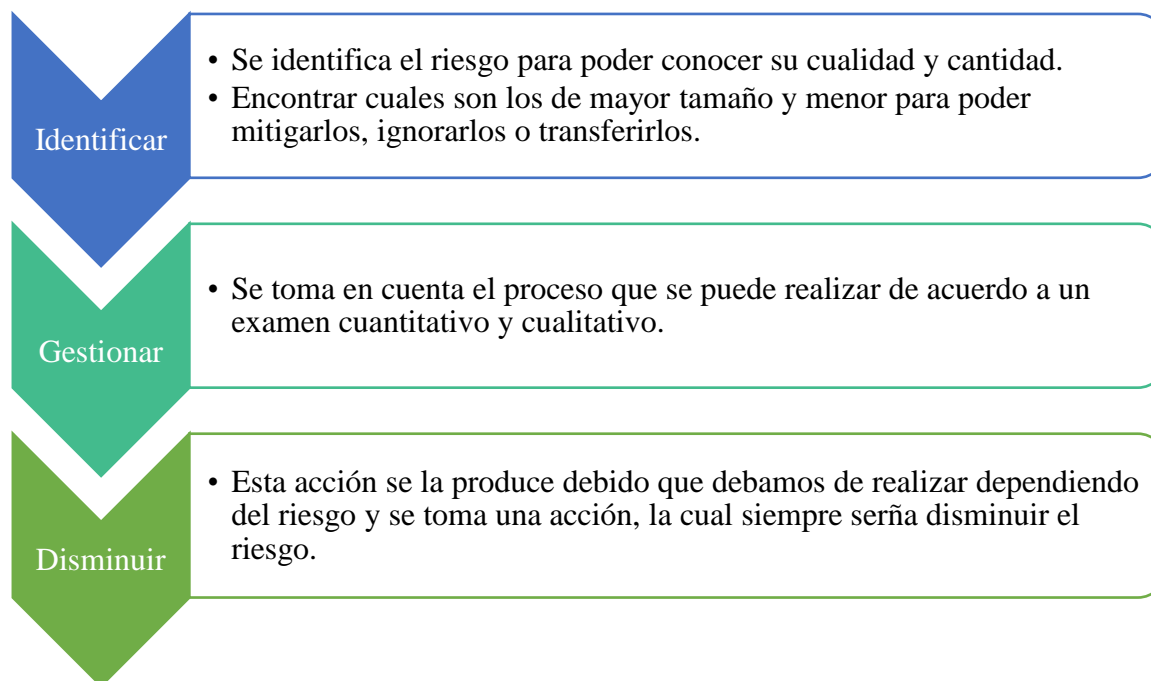 Identificar
• Se identifica el riesgo para poder conocer su cualidad y cantidad.
• Encontrar cuales son los de mayor tamaño y menor para poder
mitigarlos, ignorarlos o transferirlos.
Gestionar
• Se toma en cuenta el proceso que se puede realizar de acuerdo a un
examen cuantitativo y cualitativo.
Disminuir
• Esta acción se la produce debido que debamos de realizar dependiendo
del riesgo y se toma una acción, la cual siempre serña disminuir el
riesgo.